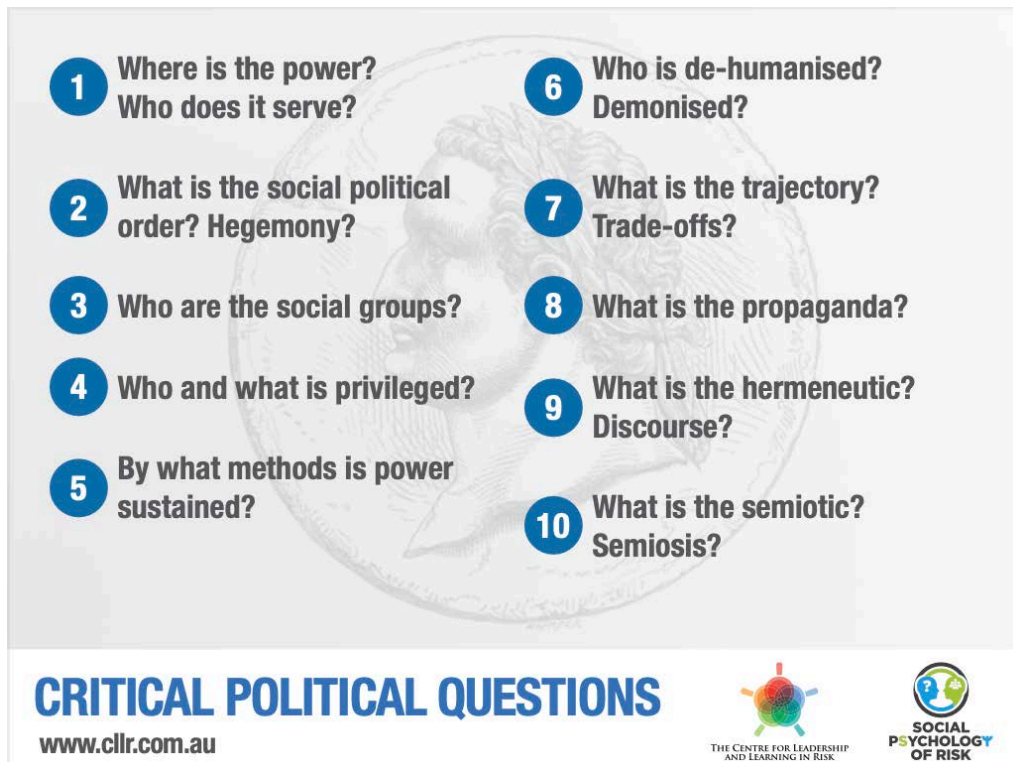 1
Where is the power?
Who does it serve?
2
What is the social political
order? Hegemony?
3
Who are the social groups?
4
Who and what is privileged?
5
By what methods is power
sustained?
6
Who is de-humanised?
Demonised?
7
What is the trajectory?
Trade-offs?
8
What is the propaganda?
9
What is the hermeneutic?
Discourse?
10
What is the semiotic?
Semiosis?
CRITICAL POLITICAL QUESTIONS
www.cllr.com.au
THE CENTRE FOR LEADERSHIP
AND LEARNING IN RISK
?
SOCIAL
PSYCHOLOGY
OF RISK